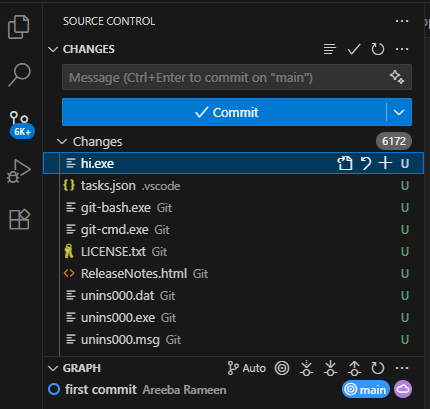 SOURCE CONTROL
CHANGES
Message (Ctrl+Enter to commit on "main")
Commit
6K+
Changes 6172
hi.exe U
tasks.json .vscode U
git-bash.exe Git U
git-cmd.exe Git U
LICENSE.txt Git U
ReleaseNotes.html Git U
unins000.dat Git U
unins000.exe Git U
unins000.msg Git U
GRAPH Auto
first commit Areeba Rameen main